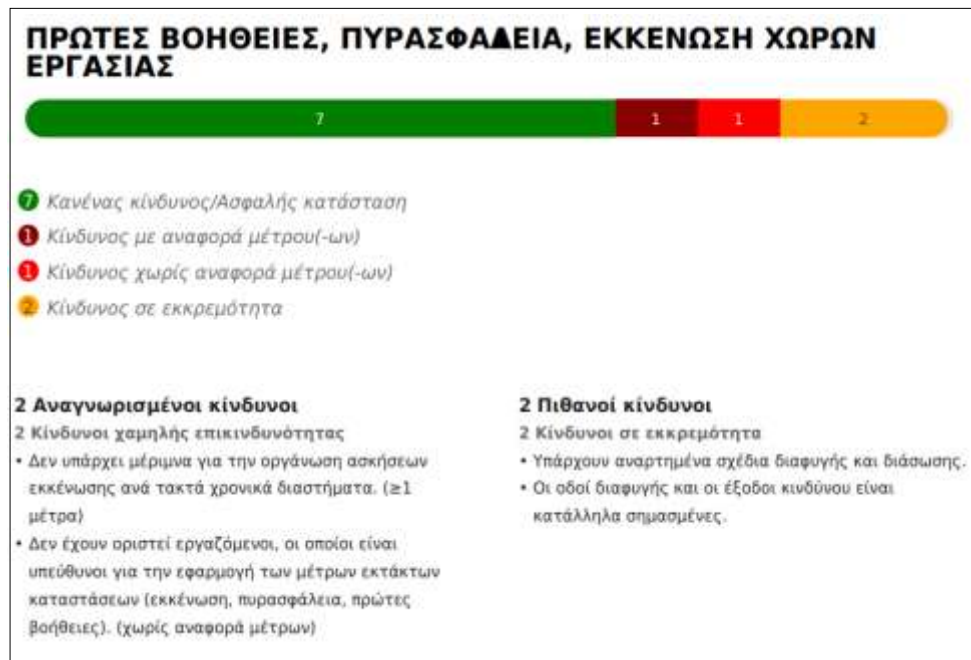 ΠΡΩΤΕΣ ΒΟΗΘΕΙΕΣ, ΠΥΡΑΣΦΑΛΕΙΑ, ΕΚΚΕΝΩΣΗ ΧΩΡΩΝ
ΕΡΓΑΣΙΑΣ
7 1 1 2
7 Κανένας κίνδυνος/Ασφαλής κατάσταση
1 Κίνδυνος με αναφορά μέτρου(-ων)
1 Κίνδυνος χωρίς αναφορά μέτρου(-ων)
2 Κίνδυνος σε εκκρεμότητα
2 Αναγνωρισμένοι κίνδυνοι
2 Κίνδυνοι χαμηλής επικινδυνότητας
• Δεν υπάρχει μέριμνα για την οργάνωση ασκήσεων
εκκένωσης ανά τακτά χρονικά διαστήματα. (≥1
μέτρα)
• Δεν έχουν οριστεί εργαζόμενοι, οι οποίοι είναι
υπεύθυνοι για την εφαρμογή των μέτρων εκτάκτων
καταστάσεων (εκκένωση, πυρασφάλεια, πρώτες
βοήθειες). (χωρίς αναφορά μέτρων)
2 Πιθανοί κίνδυνοι
2 Κίνδυνοι σε εκκρεμότητα
• Υπάρχουν αναρτημένα σχέδια διαφυγής και διάσωσης.
• Οι οδοί διαφυγής και οι έξοδοι κινδύνου είναι
κατάλληλα σημασμένες.